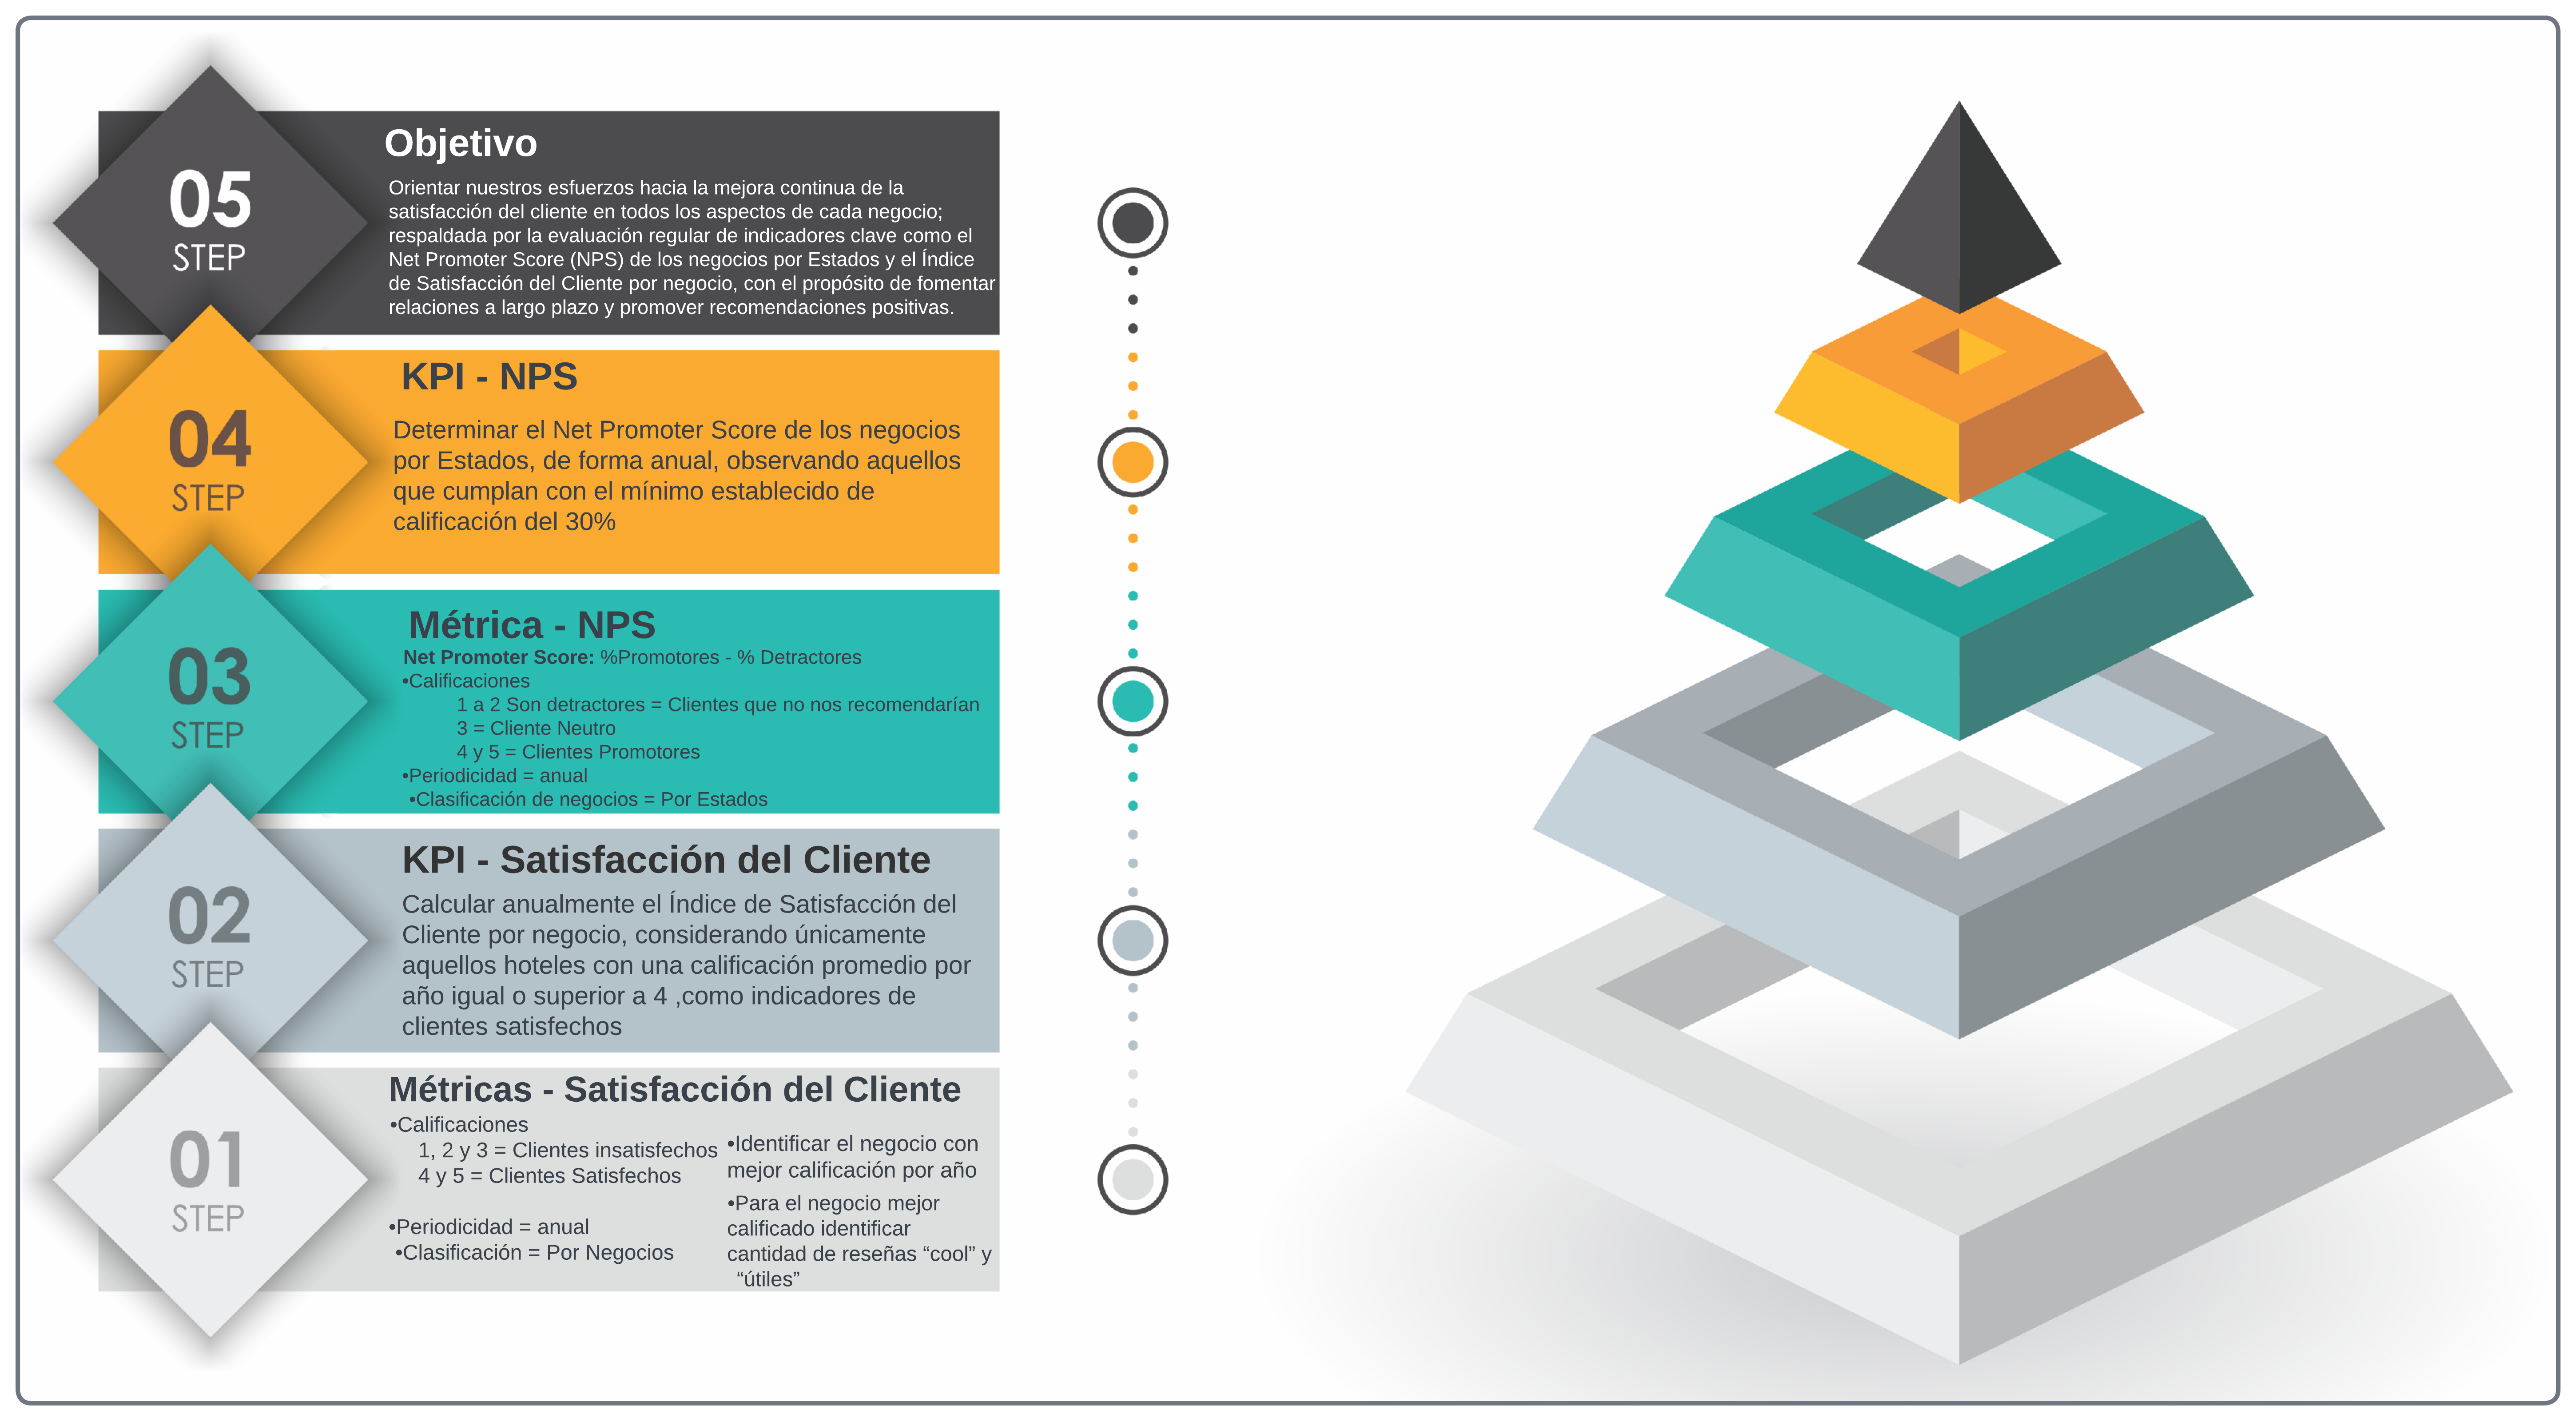 05
STEP
Objetivo
Orientar nuestros esfuerzos hacia la mejora continua de la
satisfacción del cliente en todos los aspectos de cada negocio;
respaldada por la evaluación regular de indicadores clave como el
Net Promoter Score (NPS) de los negocios por Estados y el Índice
de Satisfacción del Cliente por negocio, con el propósito de fomentar
relaciones a largo plazo y promover recomendaciones positivas.
04
STEP
KPI - NPS
Determinar el Net Promoter Score de los negocios
por Estados, de forma anual, observando aquellos
que cumplan con el mínimo establecido de
calificación del 30%
03
STEP
Métrica - NPS
Net Promoter Score: %Promotores - % Detractores
•Calificaciones
1 a 2 Son detractores = Clientes que no nos recomendarían
3 = Cliente Neutro
4 y 5 = Clientes Promotores
•Periodicidad = anual
•Clasificación de negocios = Por Estados
02
STEP
KPI - Satisfacción del Cliente
Calcular anualmente el Índice de Satisfacción del
Cliente por negocio, considerando únicamente
aquellos hoteles con una calificación promedio por
año igual o superior a 4 ,como indicadores de
clientes satisfechos
01
STEP
Métricas - Satisfacción del Cliente
•Calificaciones
1, 2 y 3 = Clientes insatisfechos
4 y 5 = Clientes Satisfechos
•Periodicidad = anual
•Clasificación = Por Negocios
•Identificar el negocio con
mejor calificación por año
•Para el negocio mejor
calificado identificar
cantidad de reseñas “cool” y
“útiles”